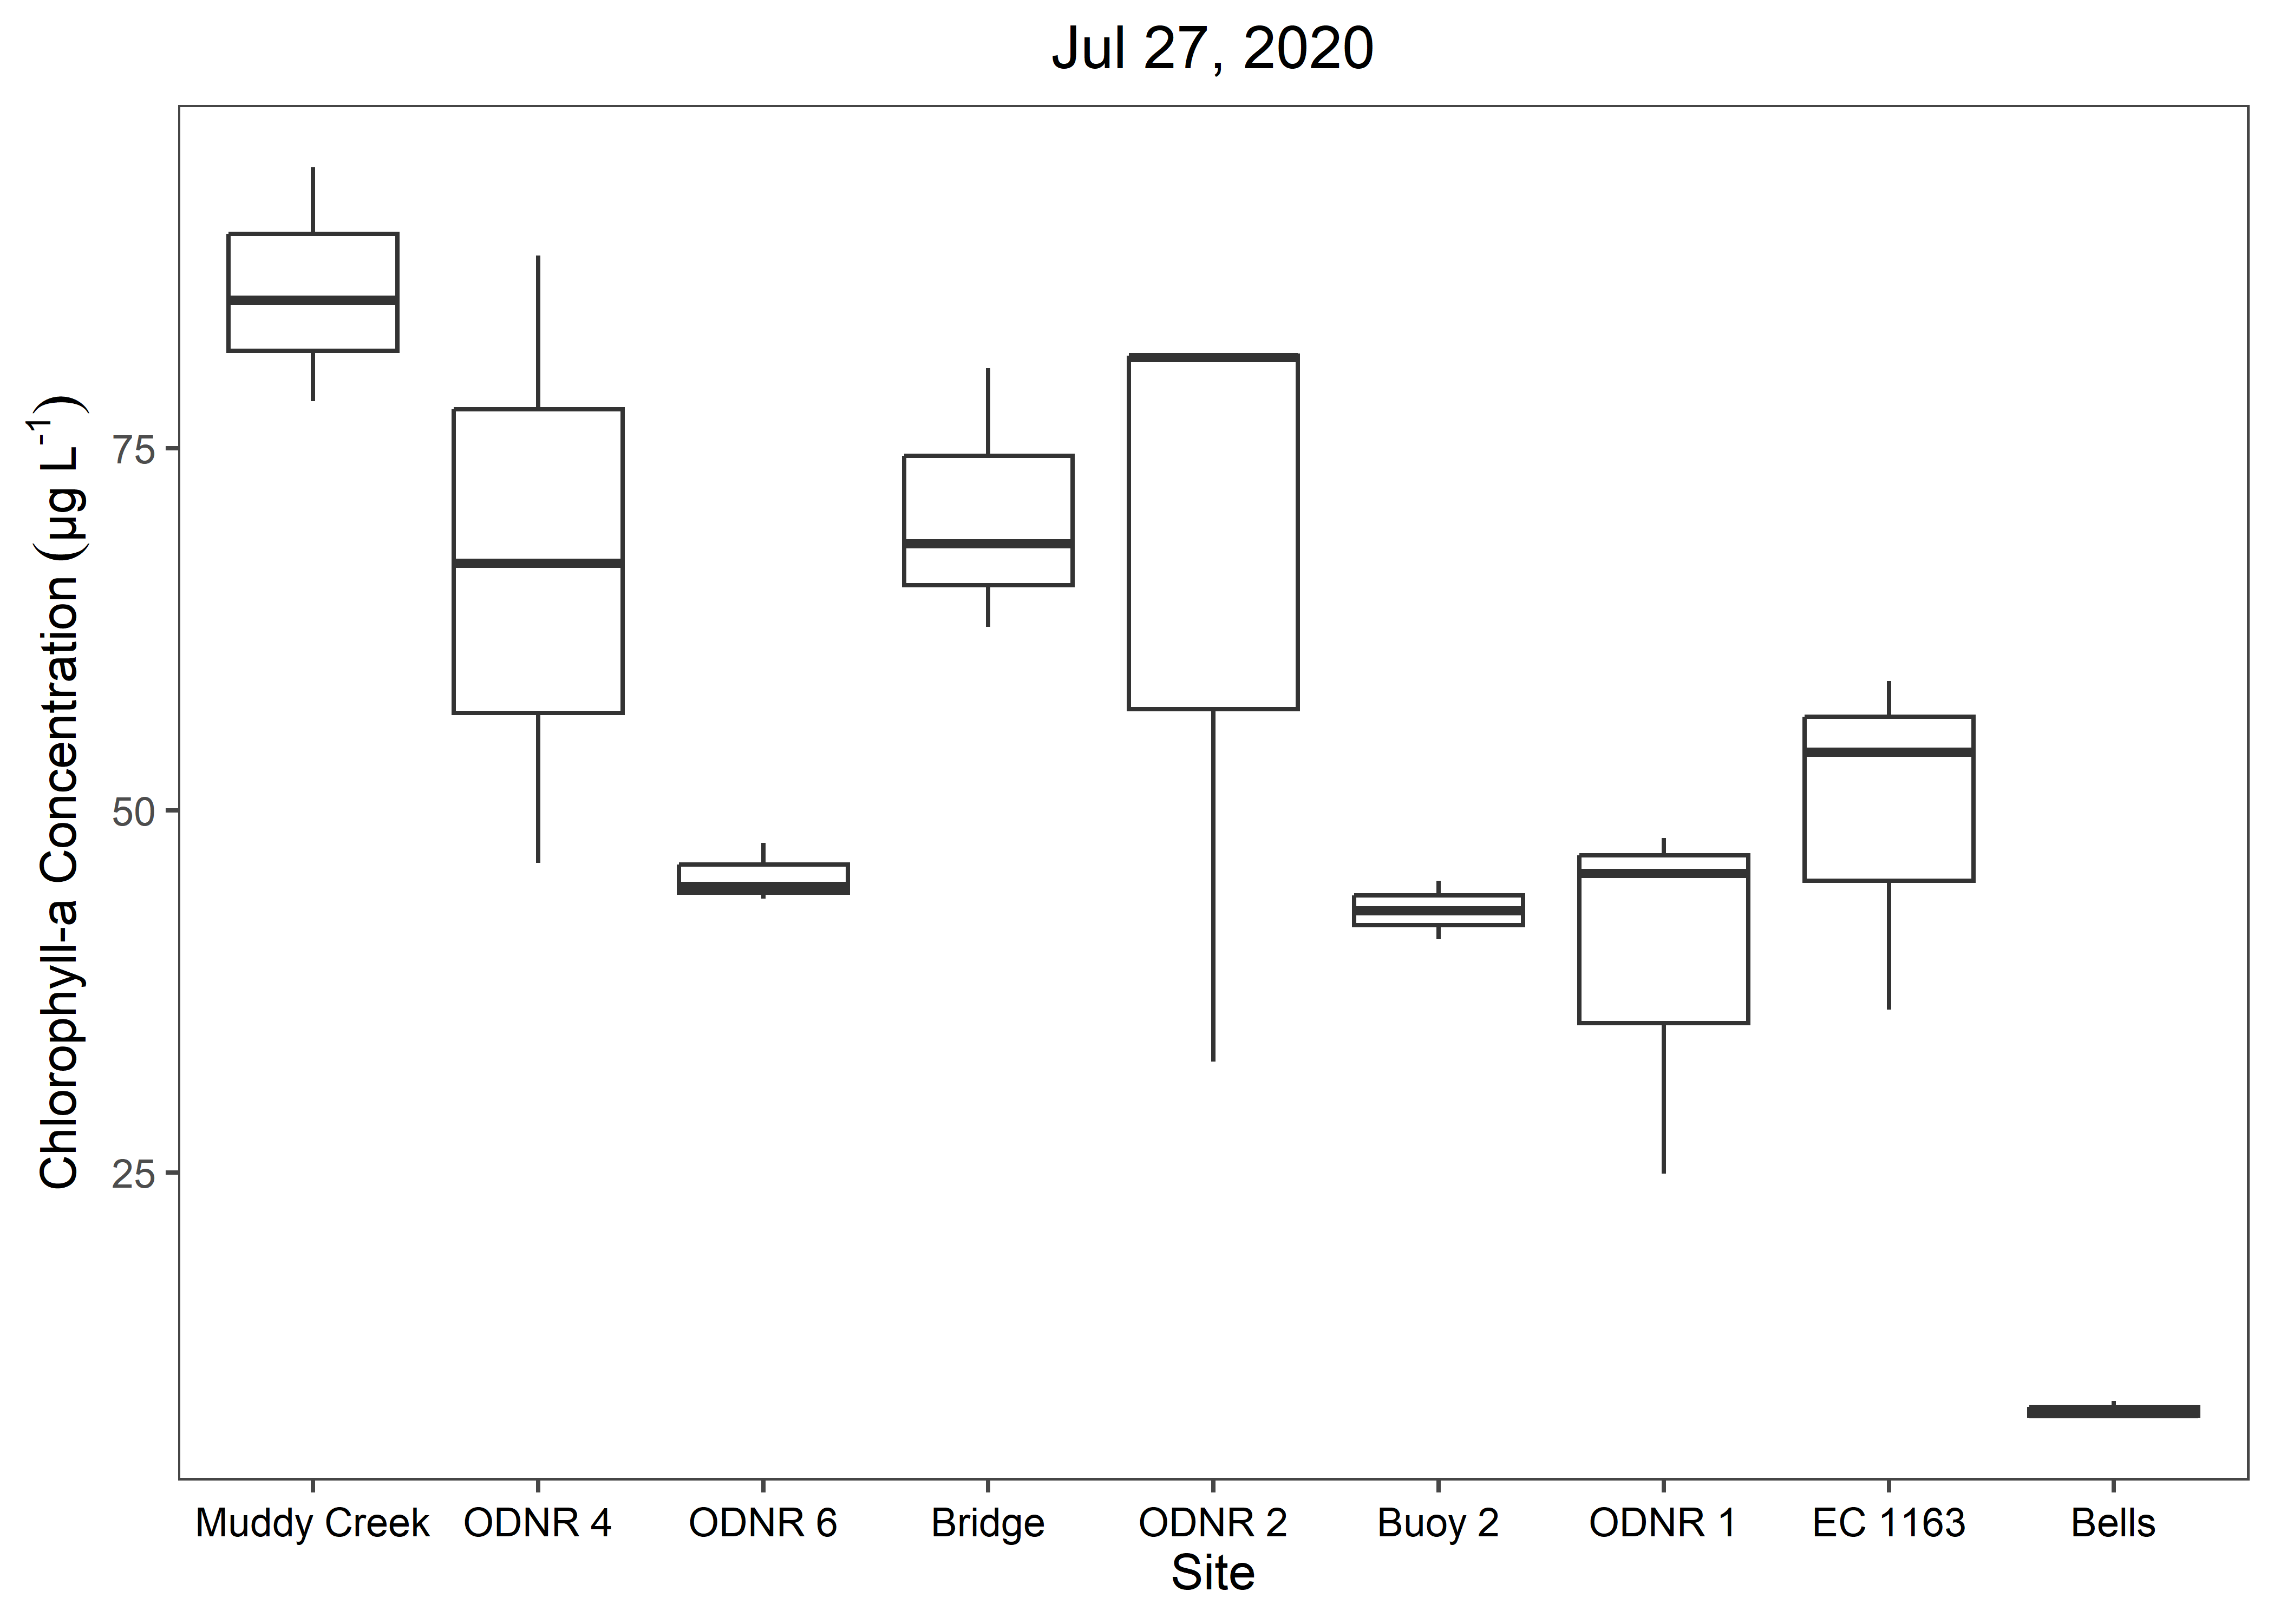 Jul 27, 2020
Chlorophyll-a Concentration (µg L⁻¹)
75
50
25
Muddy Creek ODNR 4 ODNR 6 Bridge ODNR 2 Buoy 2 ODNR 1 EC 1163 Bells
Site